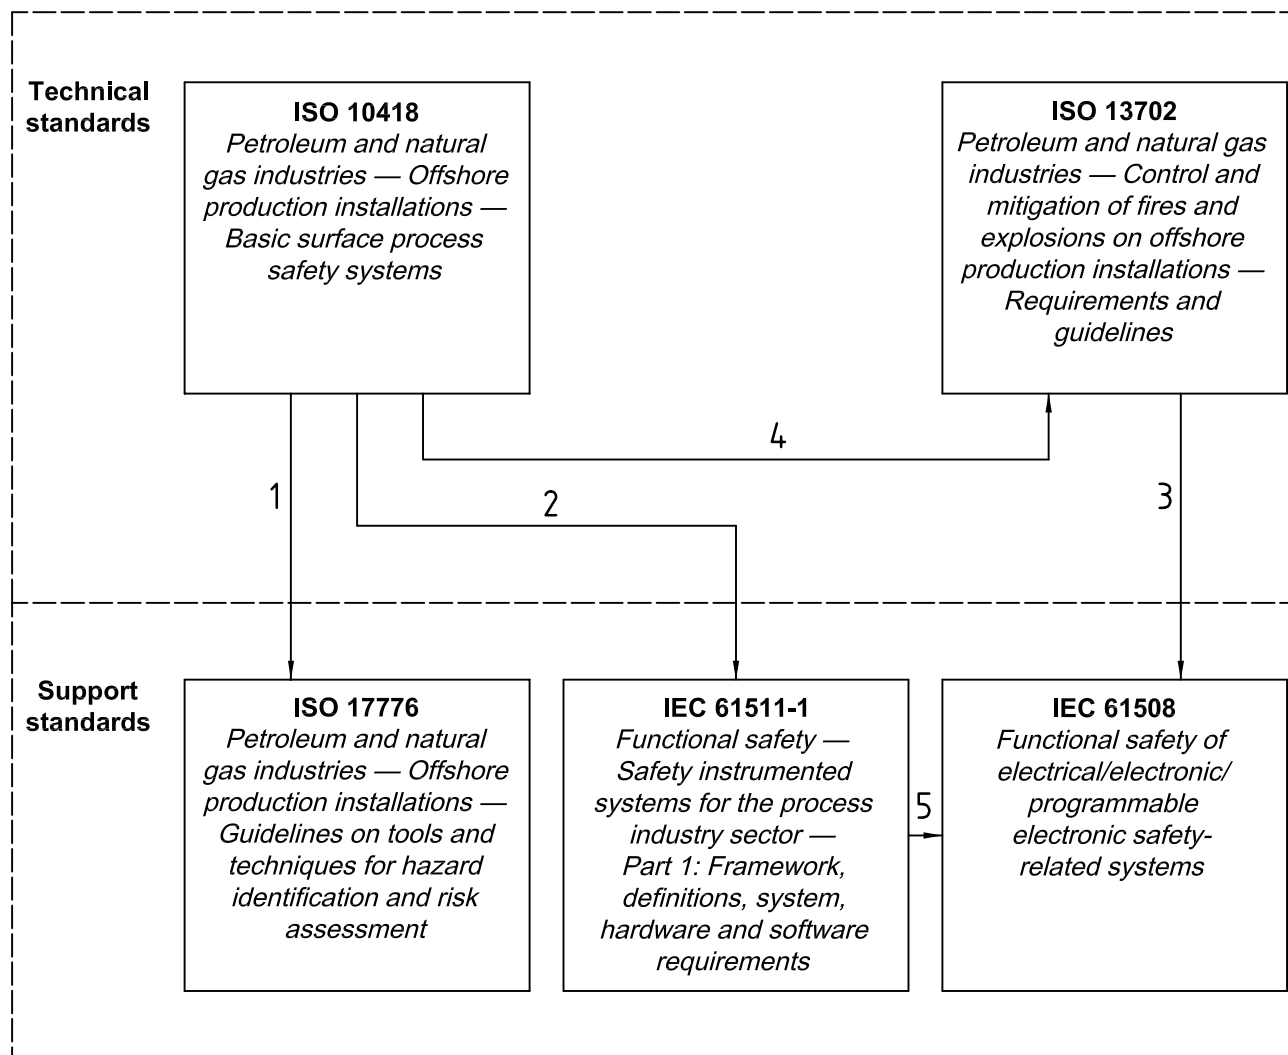 Technical
standards
ISO 10418
Petroleum and natural
gas industries — Offshore
production installations —
Basic surface process
safety systems
ISO 13702
Petroleum and natural gas
industries — Control and
mitigation of fires and
explosions on offshore
production installations —
Requirements and
guidelines
4
1
2
3
Support
standards
ISO 17776
Petroleum and natural
gas industries — Offshore
production installations —
Guidelines on tools and
techniques for hazard
identification and risk
assessment
IEC 61511-1
Functional safety —
Safety instrumented
systems for the process
industry sector —
Part 1: Framework,
definitions, system,
hardware and software
requirements
5
IEC 61508
Functional safety of
electrical/electronic/
programmable
electronic safety-
related systems